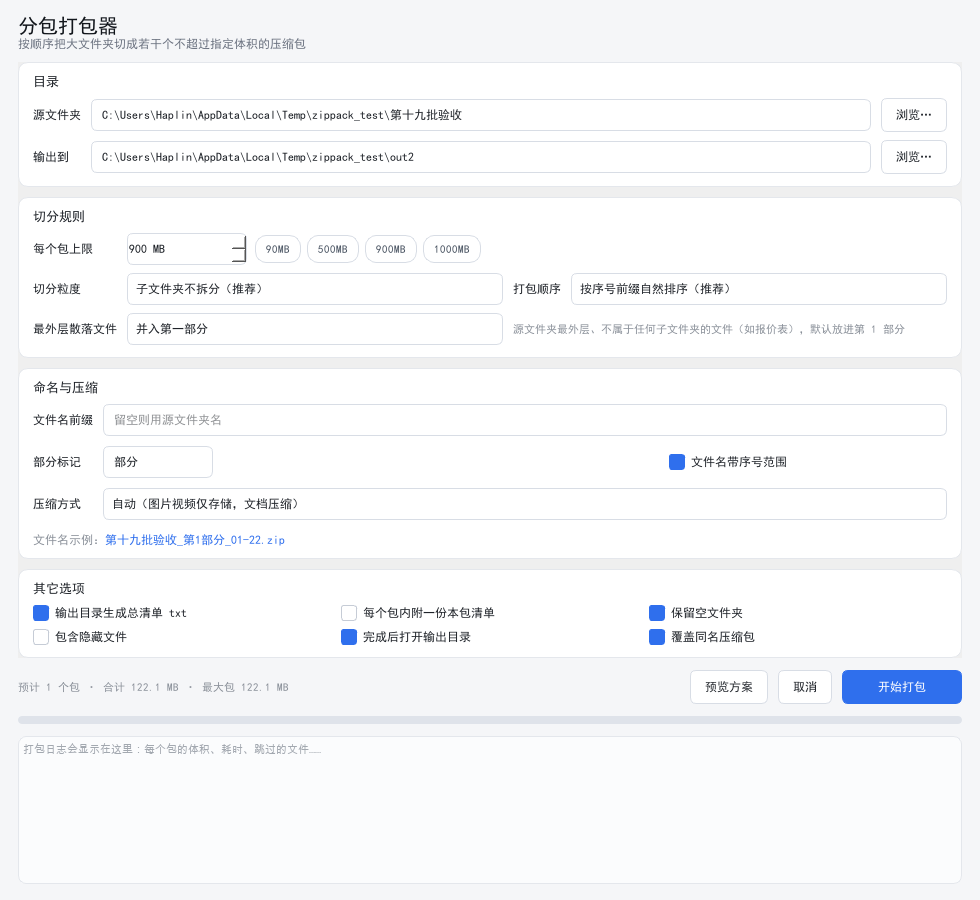 分包打包器
按顺序把大文件夹切成若干个不超过指定体积的压缩包
目录
源文件夹 C:\Users\Haplin\AppData\Local\Temp\zippack_test\第十九批验收 浏览…
输出到 C:\Users\Haplin\AppData\Local\Temp\zippack_test\out2 浏览…
切分规则
每个包上限 900 MB 90MB 500MB 900MB 1000MB
切分粒度 子文件夹不拆分（推荐） 打包顺序 按序号前缀自然排序（推荐）
最外层散落文件 并入第一部分 源文件夹最外层、不属于任何子文件夹的文件（如报价表），默认放进第 1 部分
命名与压缩
文件名前缀 留空则用源文件夹名
部分标记 部分 文件名带序号范围
压缩方式 自动（图片视频仅存储，文档压缩）
文件名示例：第十九批验收_第1部分_01-22.zip
其它选项
输出目录生成总清单 txt 每个包内附一份本包清单 保留空文件夹
包含隐藏文件 完成后打开输出目录 覆盖同名压缩包
预计 1 个包 · 合计 122.1 MB · 最大包 122.1 MB 预览方案 取消 开始打包
打包日志会显示在这里：每个包的体积、耗时、跳过的文件……